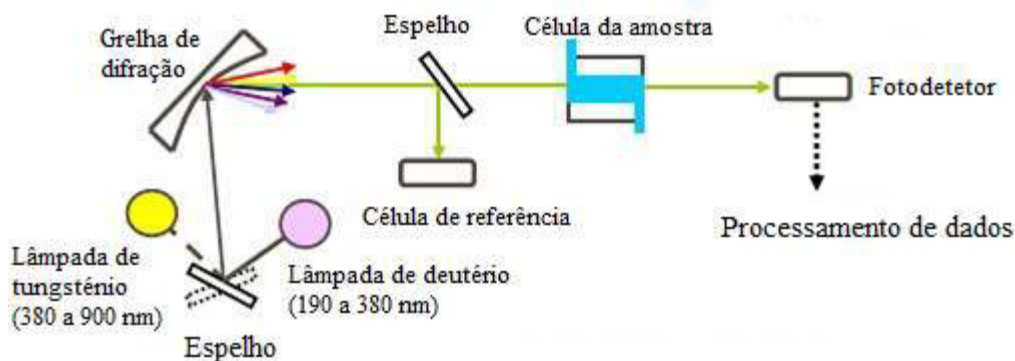 Grelha de
difração
Espelho
Célula da amostra
Fotodetetor
Célula de referência
Processamento de dados
Lâmpada de
tungsténio
(380 a 900 nm)
Lâmpada de deutério
(190 a 380 nm)
Espelho